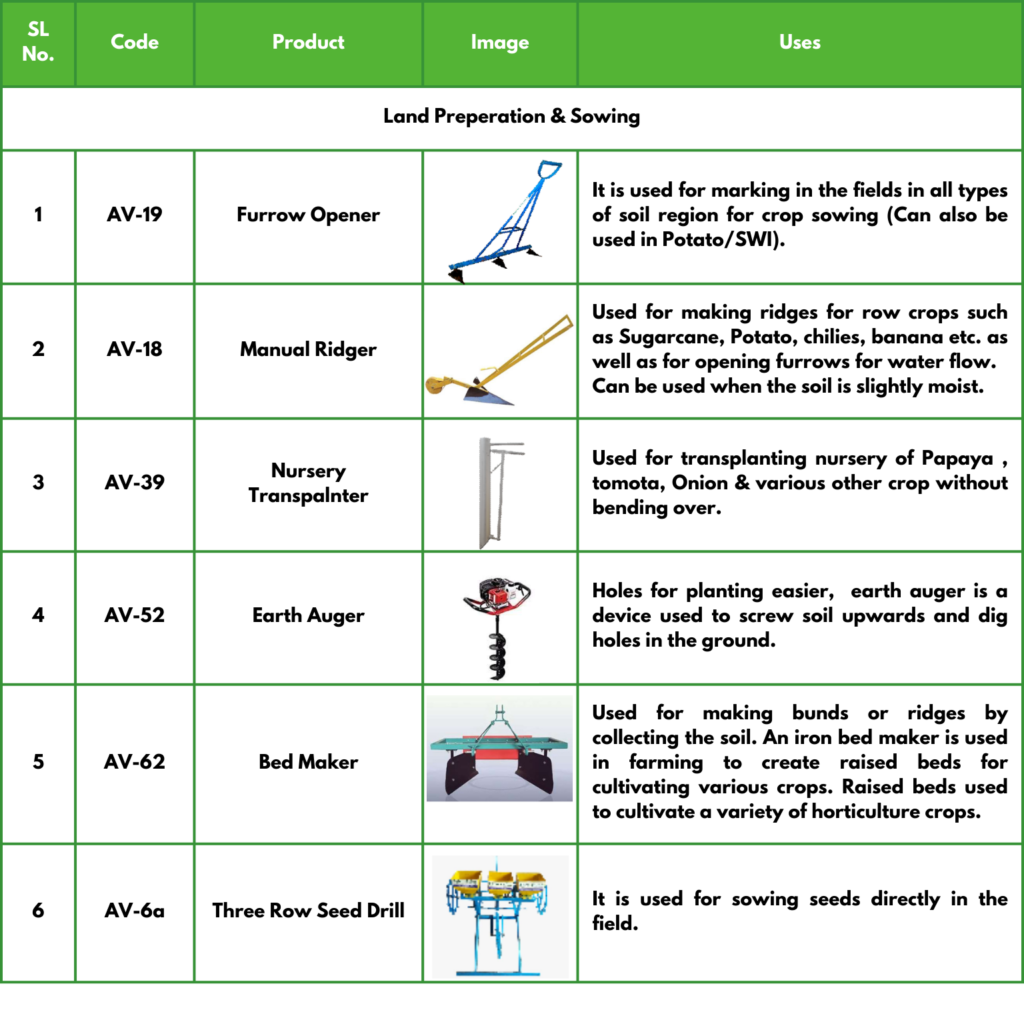 SL
No.
Code
Product
Image
Uses
Land Preperation & Sowing
1
AV-19
Furrow Opener
It is used for marking in the fields in all types
of soil region for crop sowing (Can also be
used in Potato/SWI).
2
AV-18
Manual Ridger
Used for making ridges for row crops such
as Sugarcane, Potato, chilies, banana etc. as
well as for opening furrows for water flow.
Can be used when the soil is slightly moist.
3
AV-39
Nursery
Transpalnter
Used for transplanting nursery of Papaya ,
tomota, Onion & various other crop without
bending over.
4
AV-52
Earth Auger
Holes for planting easier, earth auger is a
device used to screw soil upwards and dig
holes in the ground.
5
AV-62
Bed Maker
Used for making bunds or ridges by
collecting the soil. An iron bed maker is used
in farming to create raised beds for
cultivating various crops. Raised beds used
to cultivate a variety of horticulture crops.
6
AV-6a
Three Row Seed Drill
It is used for sowing seeds directly in the
field.